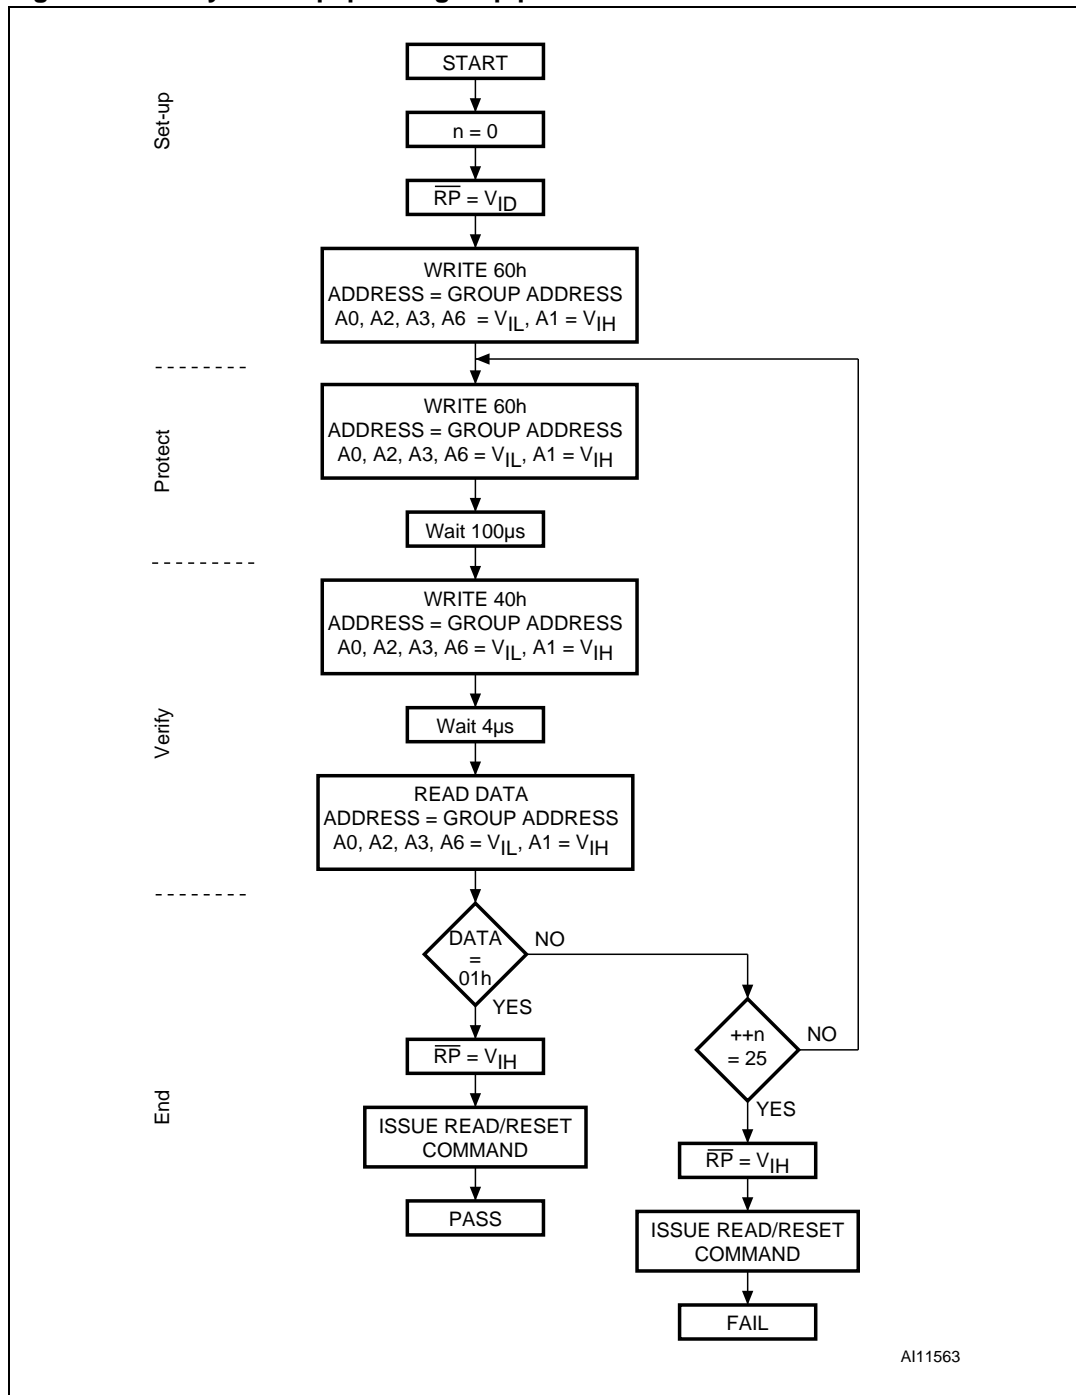 START
Set-up
n = 0
R̅P̅ = VID
WRITE 60h
ADDRESS = GROUP ADDRESS
A0, A2, A3, A6 = VIL, A1 = VIH
Protect
WRITE 60h
ADDRESS = GROUP ADDRESS
A0, A2, A3, A6 = VIL, A1 = VIH
Wait 100µs
WRITE 40h
ADDRESS = GROUP ADDRESS
A0, A2, A3, A6 = VIL, A1 = VIH
Verify
Wait 4µs
READ DATA
ADDRESS = GROUP ADDRESS
A0, A2, A3, A6 = VIL, A1 = VIH
DATA
=
01h
NO
YES
++n
= 25
NO
YES
End
R̅P̅ = VIH
ISSUE READ/RESET
COMMAND
PASS
R̅P̅ = VIH
ISSUE READ/RESET
COMMAND
FAIL
AI11563